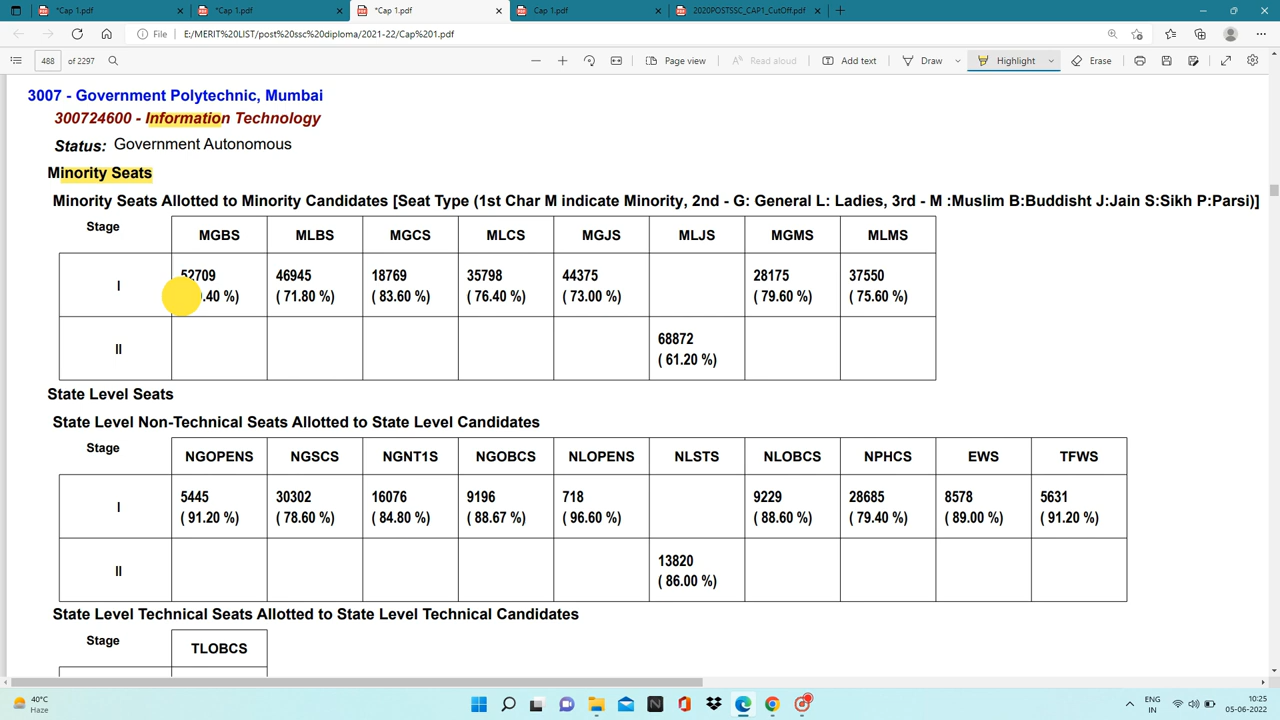 *Cap 1.pdf
*Cap 1.pdf
*Cap 1.pdf
Cap 1.pdf
2020POSTSSC_CAP1_CutOff.pdf
File E:/MERIT%20LIST/post%20ssc%20diploma/2021-22/Cap%201.pdf
488 of 2297 Page view Read aloud Add text Draw Highlight Erase
3007 - Government Polytechnic, Mumbai
300724600 - Information Technology
Status: Government Autonomous
Minority Seats
Minority Seats Allotted to Minority Candidates [Seat Type (1st Char M indicate Minority, 2nd - G: General L: Ladies, 3rd - M :Muslim B:Buddisht J:Jain S:Sikh P:Parsi)]
Stage MGBS MLBS MGCS MLCS MGJS MLJS MGMS MLMS
I 52709 46945 18769 35798 44375 28175 37550
.40 %) ( 71.80 %) ( 83.60 %) ( 76.40 %) ( 73.00 %) ( 79.60 %) ( 75.60 %)
II 68872
( 61.20 %)
State Level Seats
State Level Non-Technical Seats Allotted to State Level Candidates
Stage NGOPENS NGSCS NGNT1S NGOBCS NLOPENS NLSTS NLOBCS NPHCS EWS TFWS
I 5445 30302 16076 9196 718 9229 28685 8578 5631
( 91.20 %) ( 78.60 %) ( 84.80 %) ( 88.67 %) ( 96.60 %) ( 88.60 %) ( 79.40 %) ( 89.00 %) ( 91.20 %)
II 13820
( 86.00 %)
State Level Technical Seats Allotted to State Level Technical Candidates
Stage TLOBCS
40°C
Haze
ENG
IN
10:25
05-06-2022